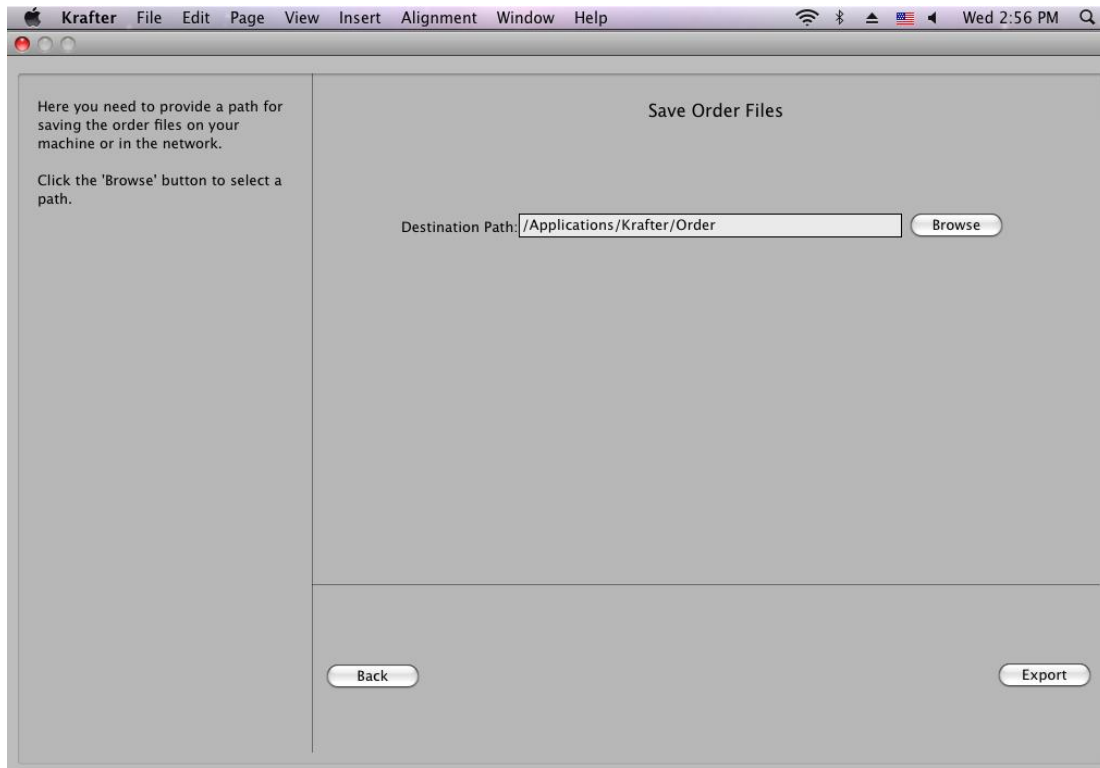 Krafter File Edit Page View Insert Alignment Window Help Wed 2:56 PM
Here you need to provide a path for
saving the order files on your
machine or in the network.
Click the 'Browse' button to select a
path.
Save Order Files
Destination Path: /Applications/Krafter/Order Browse
Back Export